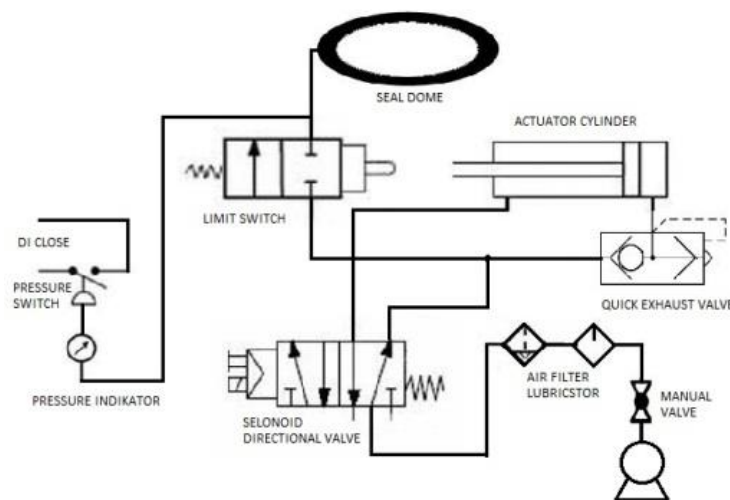 SEAL DOME
ACTUATOR CYLINDER
LIMIT SWITCH
DI CLOSE
PRESSURE
SWITCH
QUICK EXHAUST VALVE
PRESSURE INDIKATOR
AIR FILTER
LUBRICSTOR
MANUAL
VALVE
SELONOID
DIRECTIONAL VALVE